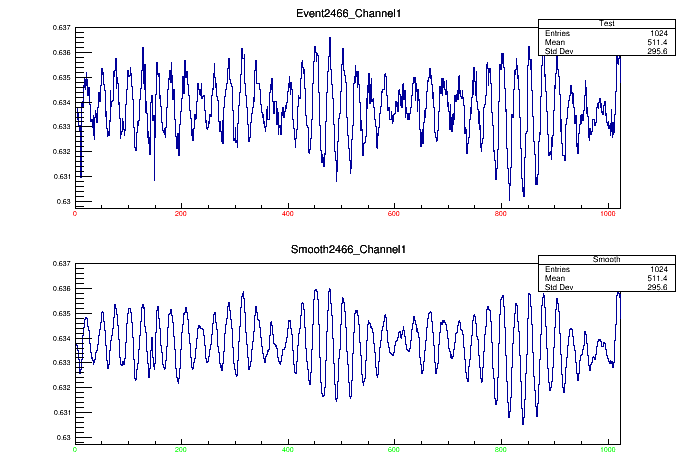 Event2466_Channel1
Test
Entries 1024
Mean 511.4
Std Dev 295.6
0.637
0.636
0.635
0.634
0.633
0.632
0.631
0.63
0 200 400 600 800 1000
Smooth2466_Channel1
Smooth
Entries 1024
Mean 511.4
Std Dev 295.6
0.637
0.636
0.635
0.634
0.633
0.632
0.631
0.63
0 200 400 600 800 1000